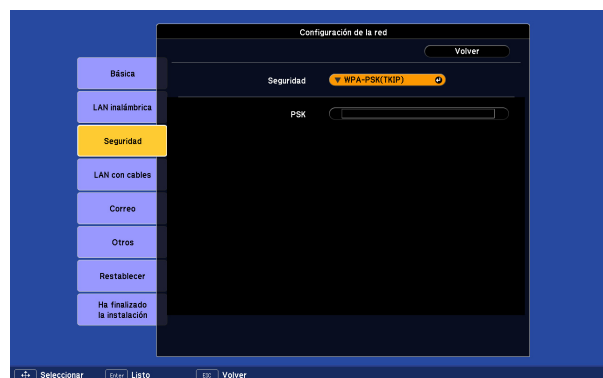 Configuración de la red
Volver
Básica
Seguridad
WPA-PSK(TKIP)
LAN inalámbrica
PSK
Seguridad
LAN con cables
Correo
Otros
Restablecer
Ha finalizado
la instalación
Seleccionar Enter Listo ESC Volver